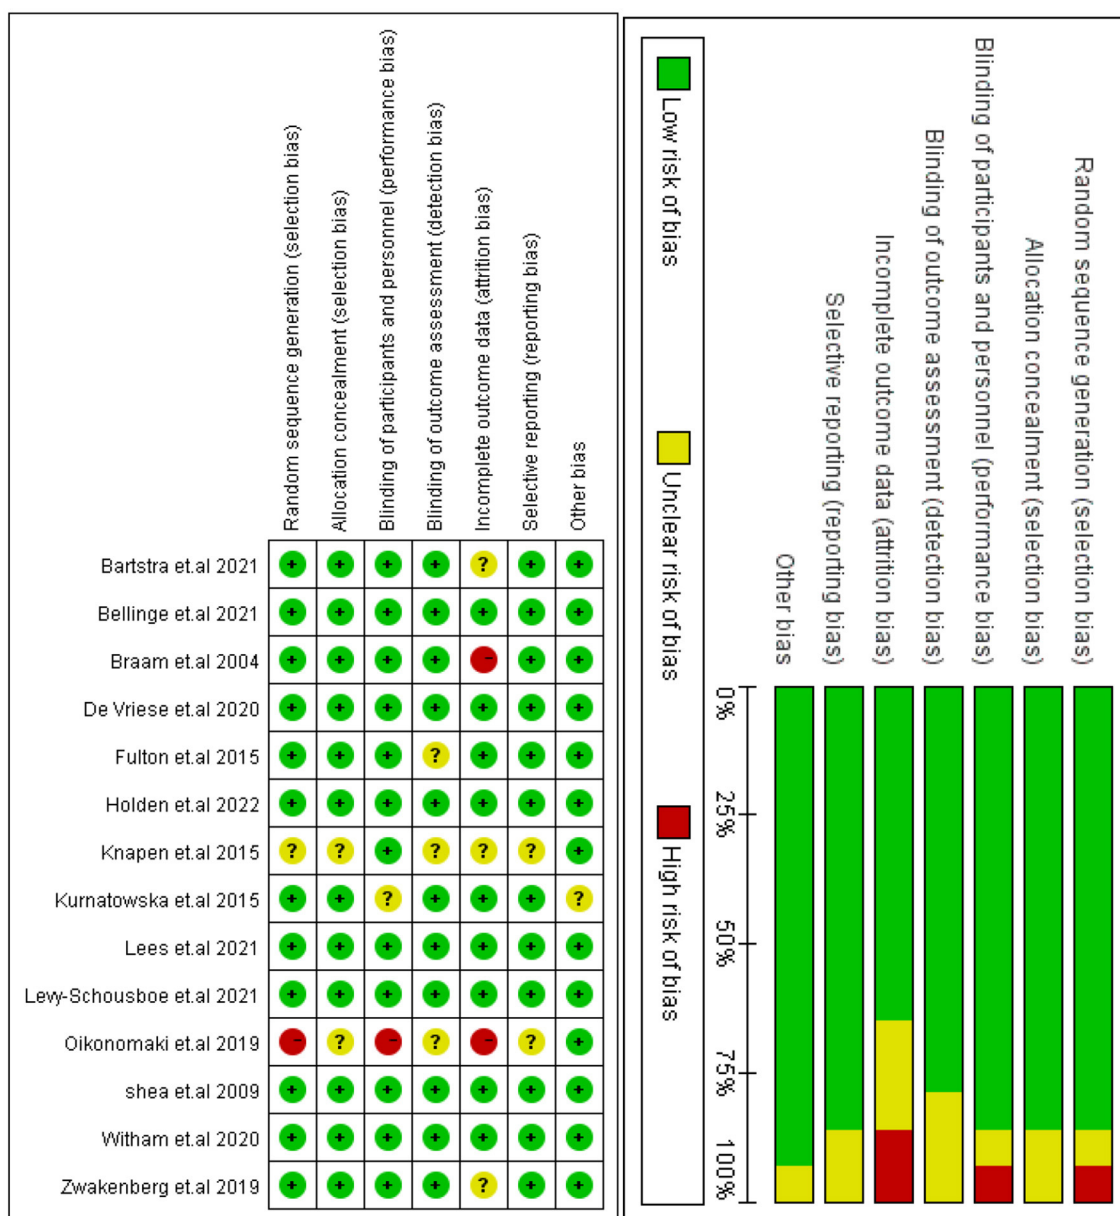 Random sequence generation (selection bias)
Allocation concealment (selection bias)
Blinding of participants and personnel (performance bias)
Blinding of outcome assessment (detection bias)
Incomplete outcome data (attrition bias)
Selective reporting (reporting bias)
Other bias
Bartstra et.al 2021 + + + + ? + +
Bellinge et.al 2021 + + + + + + +
Braam et.al 2004 + + + + - + +
De Vriese et.al 2020 + + + + + + +
Fulton et.al 2015 + + + ? + + +
Holden et.al 2022 + + + + + + +
Knapen et.al 2015 ? ? + ? ? ? +
Kurnatowska et.al 2015 + + ? + + + ?
Lees et.al 2021 + + + + + + +
Levy-Schousboe et.al 2021 + + + + + + +
Oikonomaki et.al 2019 - ? - ? - ? +
shea et.al 2009 + + + + + + +
Witham et.al 2020 + + + + + + +
Zwakenberg et.al 2019 + + + + ? + +
Random sequence generation (selection bias)
Allocation concealment (selection bias)
Blinding of participants and personnel (performance bias)
Blinding of outcome assessment (detection bias)
Incomplete outcome data (attrition bias)
Selective reporting (reporting bias)
Other bias
0% 25% 50% 75% 100%
Low risk of bias Unclear risk of bias High risk of bias